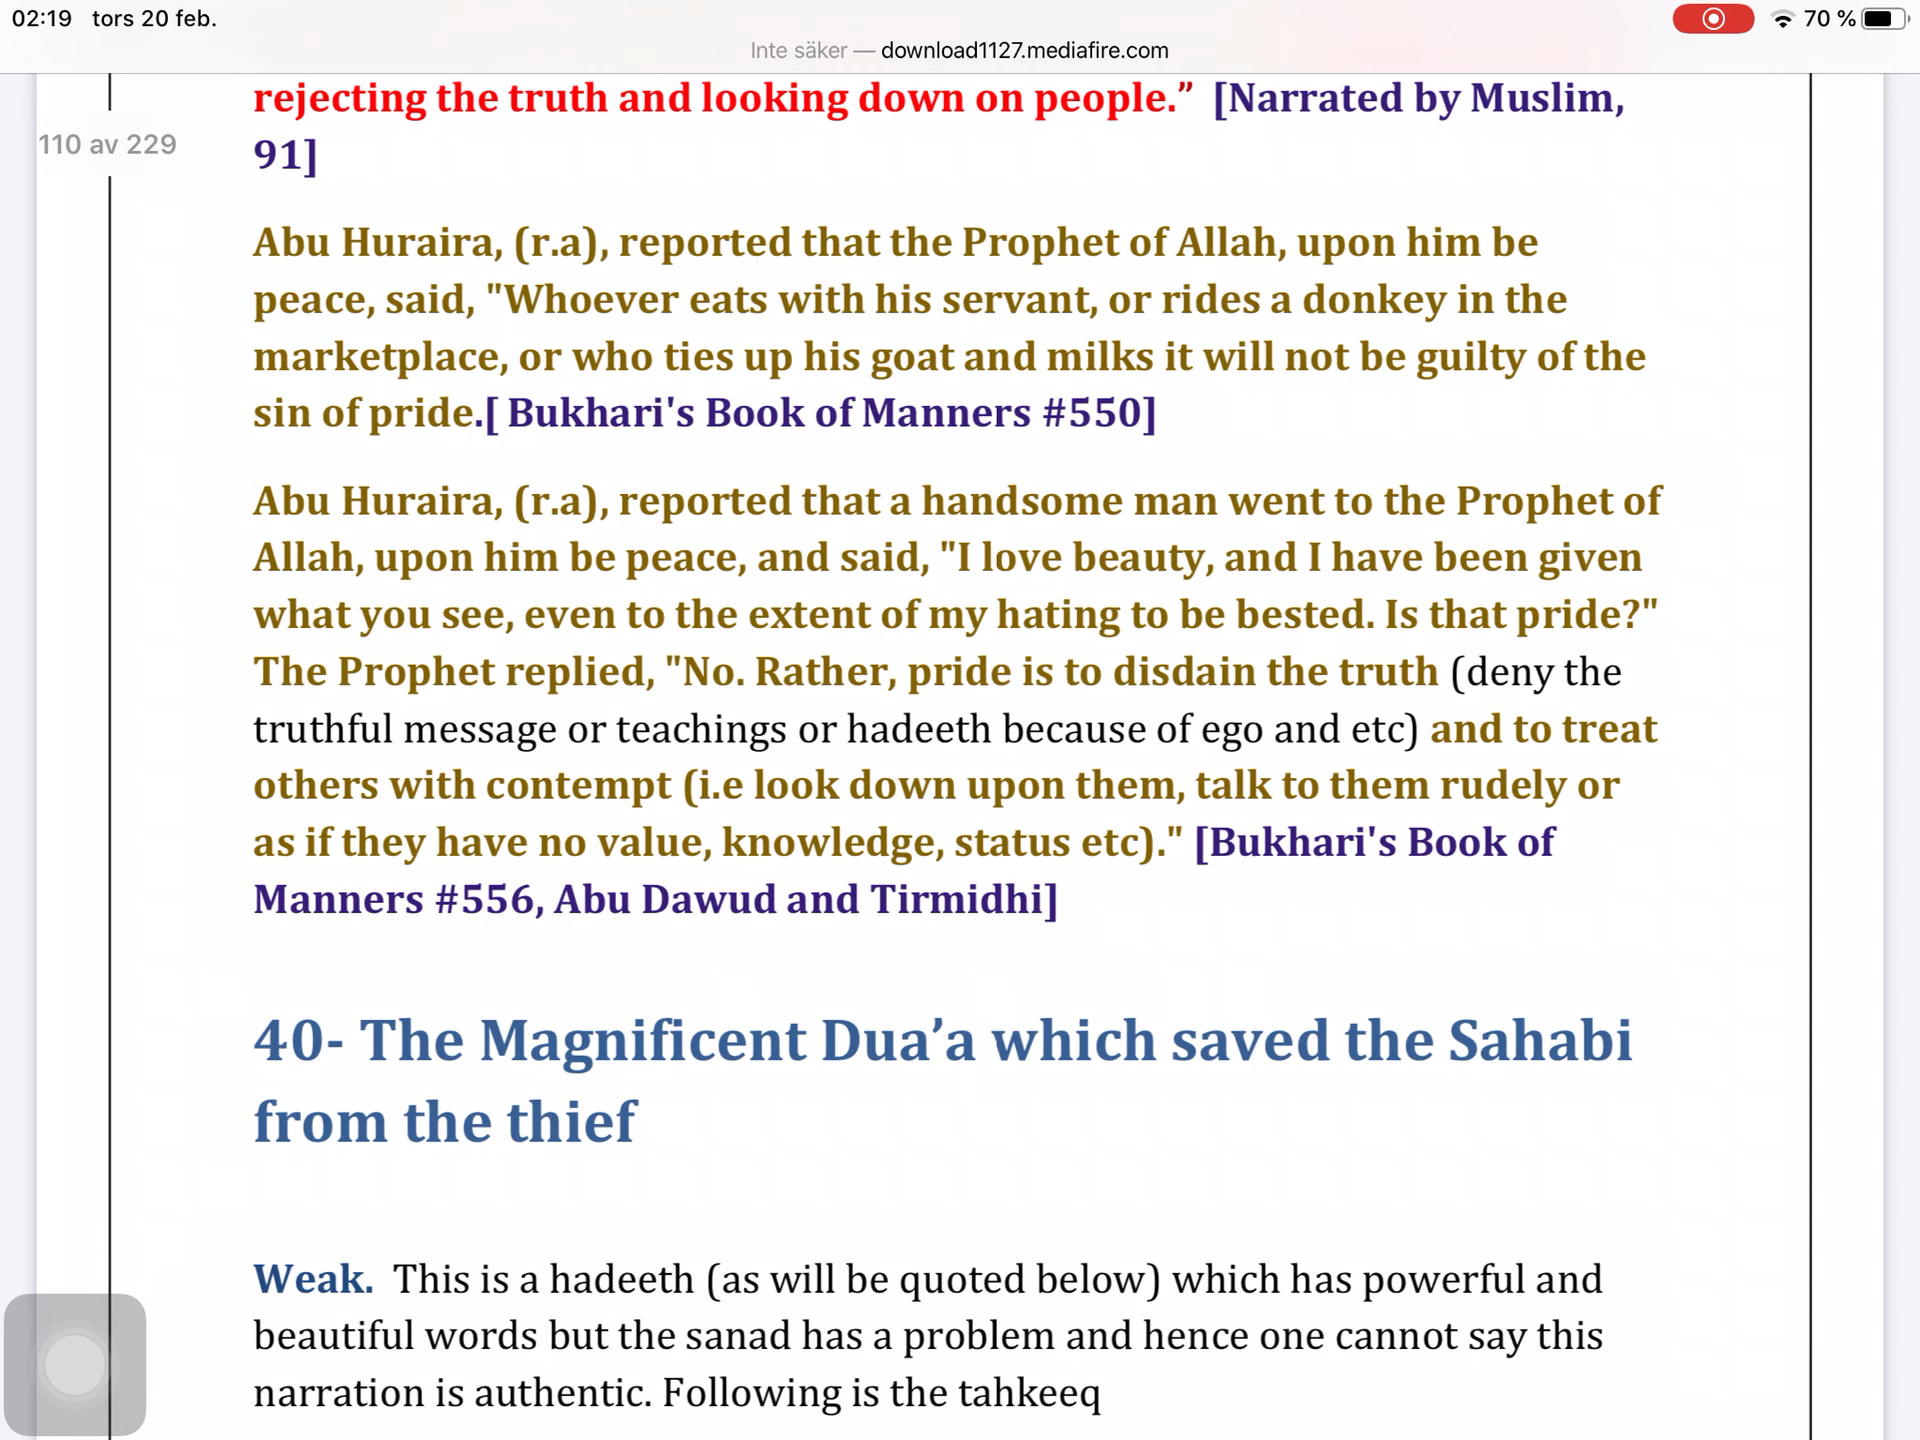 02:19 tors 20 feb.
70 %
Inte säker — download1127.mediafire.com
rejecting the truth and looking down on people.” [Narrated by Muslim,
110 av 229
91]
Abu Huraira, (r.a), reported that the Prophet of Allah, upon him be
peace, said, "Whoever eats with his servant, or rides a donkey in the
marketplace, or who ties up his goat and milks it will not be guilty of the
sin of pride.[ Bukhari's Book of Manners #550]
Abu Huraira, (r.a), reported that a handsome man went to the Prophet of
Allah, upon him be peace, and said, "I love beauty, and I have been given
what you see, even to the extent of my hating to be bested. Is that pride?"
The Prophet replied, "No. Rather, pride is to disdain the truth (deny the
truthful message or teachings or hadeeth because of ego and etc) and to treat
others with contempt (i.e look down upon them, talk to them rudely or
as if they have no value, knowledge, status etc)." [Bukhari's Book of
Manners #556, Abu Dawud and Tirmidhi]
40- The Magnificent Dua’a which saved the Sahabi
from the thief
Weak. This is a hadeeth (as will be quoted below) which has powerful and
beautiful words but the sanad has a problem and hence one cannot say this
narration is authentic. Following is the tahkeeq